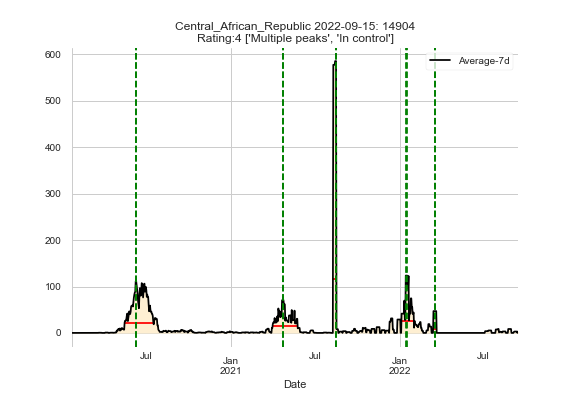 Central_African_Republic 2022-09-15: 14904
Rating:4 ['Multiple peaks', 'In control']
Average-7d
600
500
400
300
200
100
0
Jul
Jan
2021
Jul
Jan
2022
Jul
Date